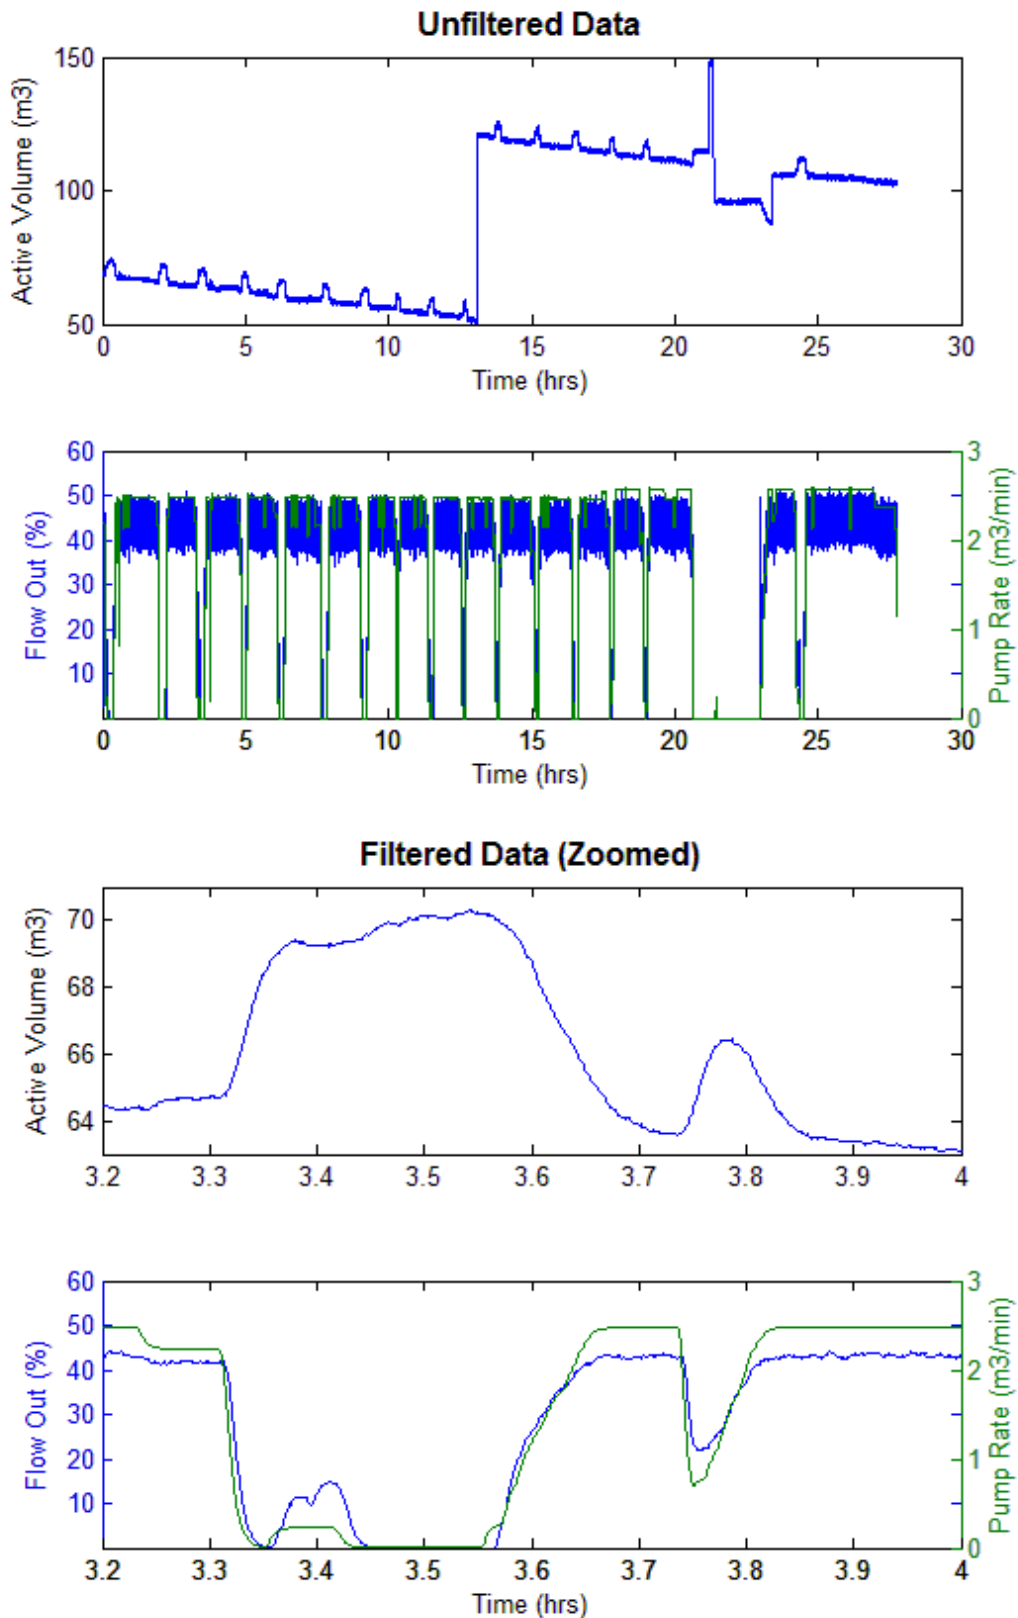 Unfiltered Data
Active Volume (m3)
150
100
50
0 5 10 15 20 25 30
Time (hrs)
Flow Out (%)
60
50
40
30
20
10
3
2
1
0
Pump Rate (m3/min)
0 5 10 15 20 25 30
Time (hrs)
Filtered Data (Zoomed)
Active Volume (m3)
70
68
66
64
3.2 3.3 3.4 3.5 3.6 3.7 3.8 3.9 4
Flow Out (%)
60
50
40
30
20
10
3
2
1
0
Pump Rate (m3/min)
3.2 3.3 3.4 3.5 3.6 3.7 3.8 3.9 4
Time (hrs)